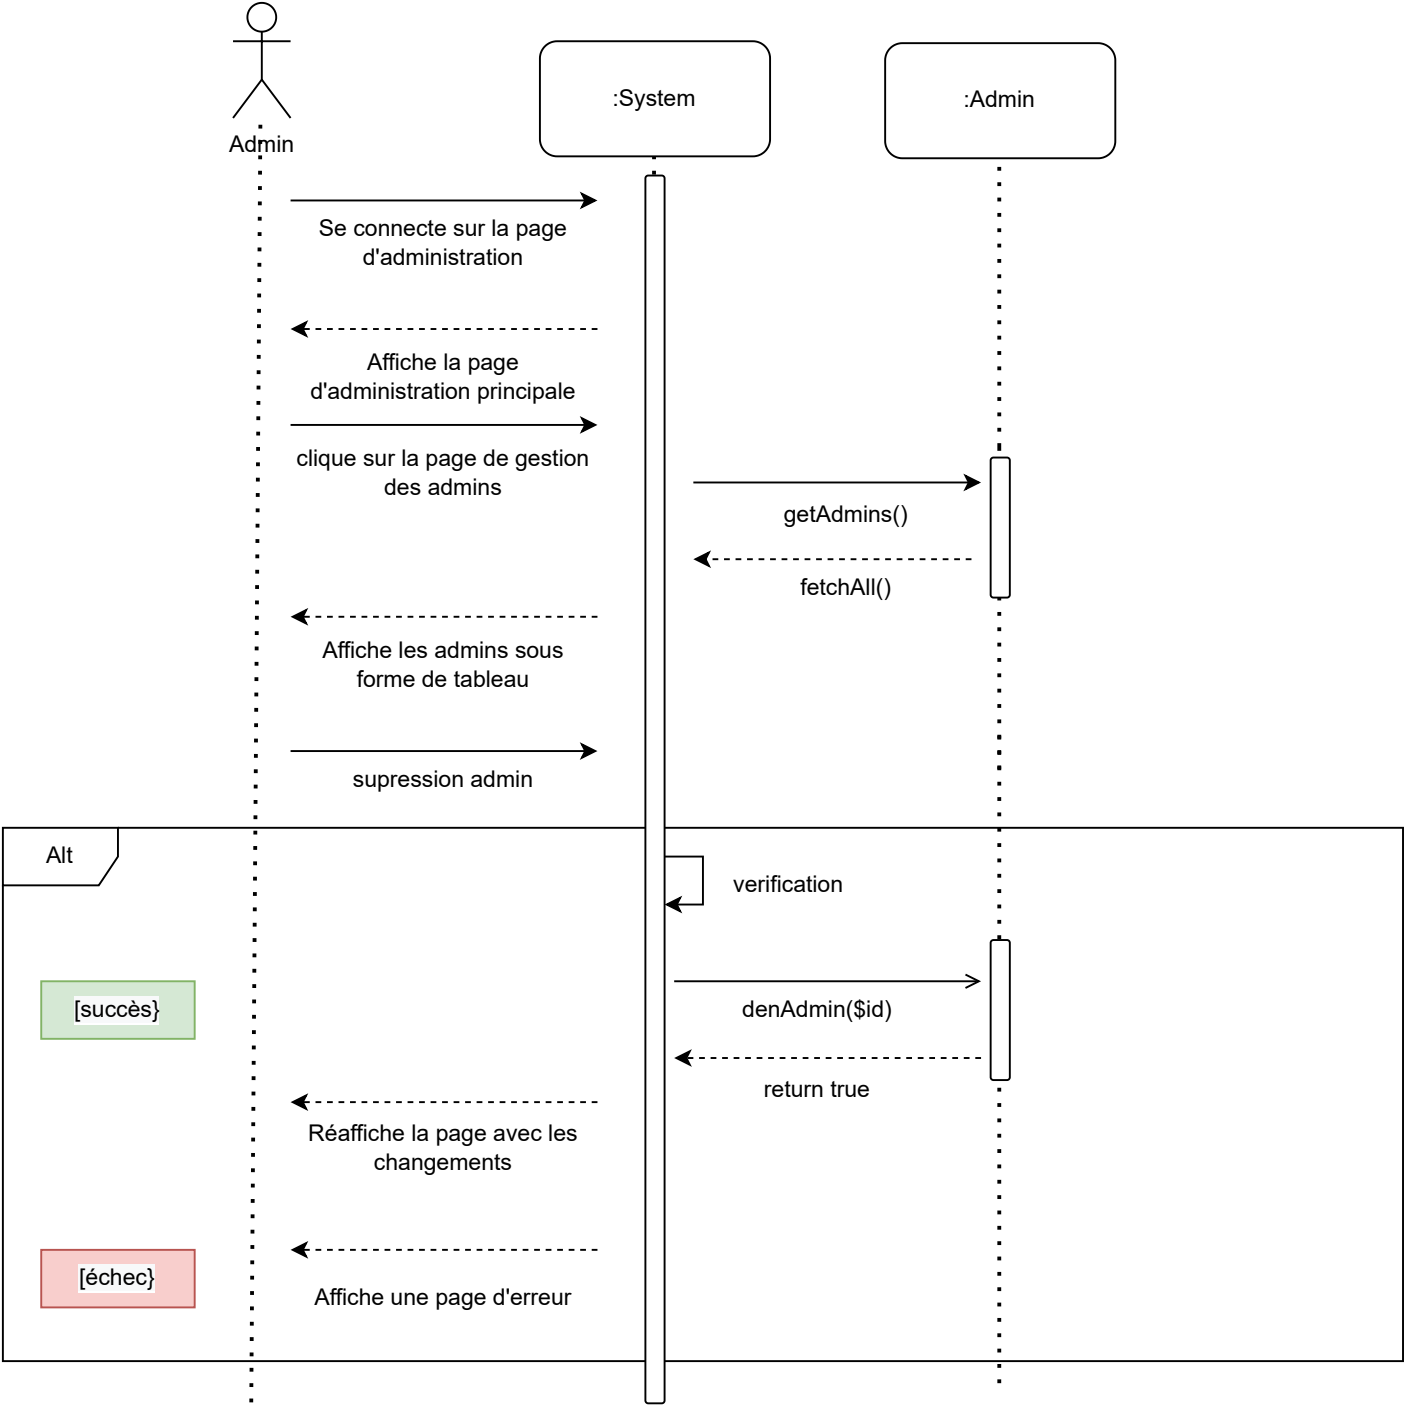 Admin
:System
:Admin
Se connecte sur la page
d'administration
Affiche la page
d'administration principale
clique sur la page de gestion
des admins
getAdmins()
fetchAll()
Affiche les admins sous
forme de tableau
supression admin
Alt
verification
[succès}
denAdmin($id)
return true
Réaffiche la page avec les
changements
[échec}
Affiche une page d'erreur